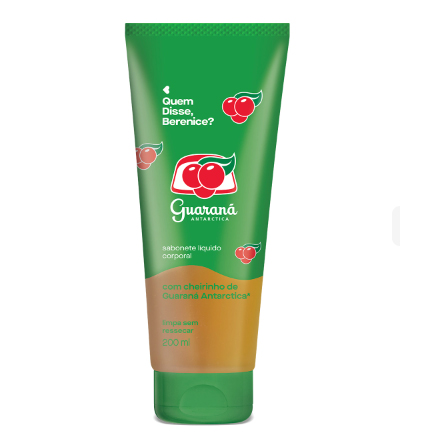 Quem
Disse,
Berenice?
Guaraná
ANTARCTICA
sabonete líquido
corporal
com cheirinho de
Guaraná Antarctica*
limpa sem
ressecar
200 ml